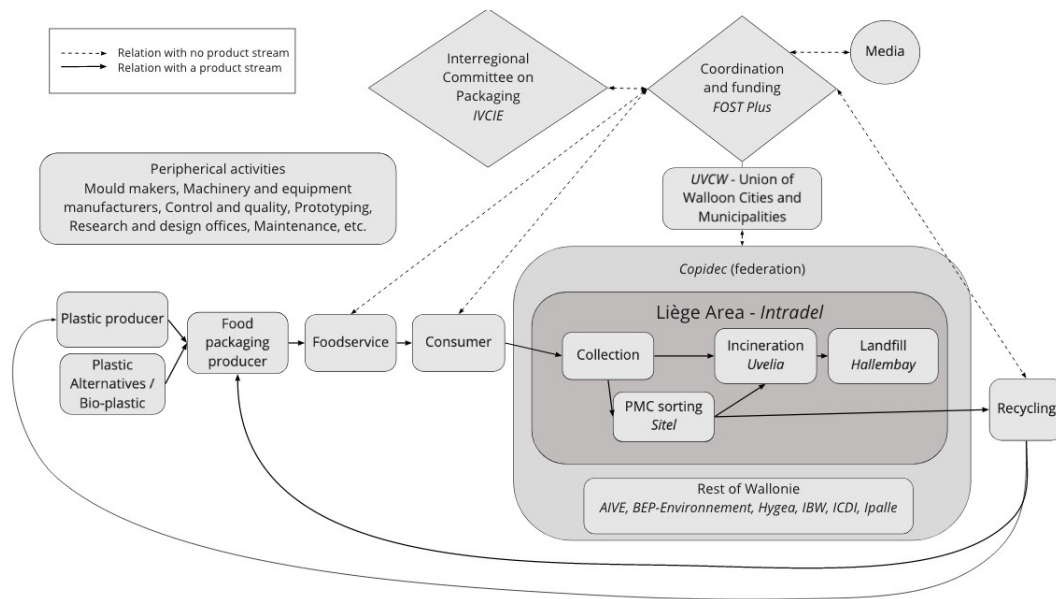 Relation with no product stream
Relation with a product stream
Interregional
Committee on
Packaging
IVCIE
Coordination
and funding
FOST Plus
Media
Peripherical activities
Mould makers, Machinery and equipment
manufacturers, Control and quality, Prototyping,
Research and design offices, Maintenance, etc.
UVCW - Union of
Walloon Cities and
Municipalities
Copidec (federation)
Liège Area - Intradel
Plastic producer
Plastic
Alternatives /
Bio-plastic
Food
packaging
producer
Foodservice
Consumer
Collection
Incineration
Uvelia
Landfill
Hallembay
PMC sorting
Sitel
Recycling
Rest of Wallonie
AIVE, BEP-Environnement, Hygea, IBW, ICDI, Ipalle